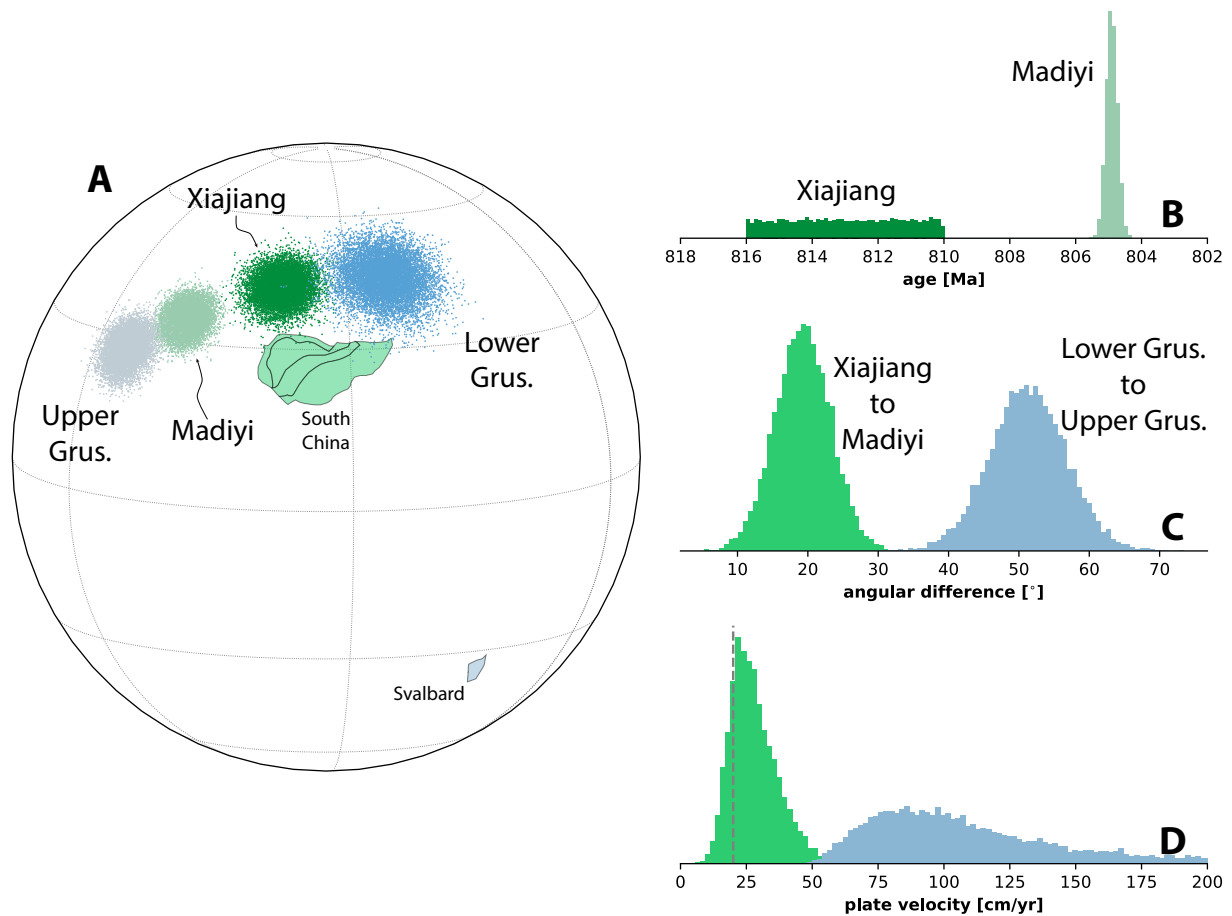 A
Xiajiang
Lower
Grus.
Upper
Grus.
Madiyi
South
China
Svalbard
Madiyi
Xiajiang
B
818 816 814 812 810 808 806 804 802
age [Ma]
Xiajiang
to
Madiyi
Lower Grus.
to
Upper Grus.
C
10 20 30 40 50 60 70
angular difference [°]
D
0 25 50 75 100 125 150 175 200
plate velocity [cm/yr]